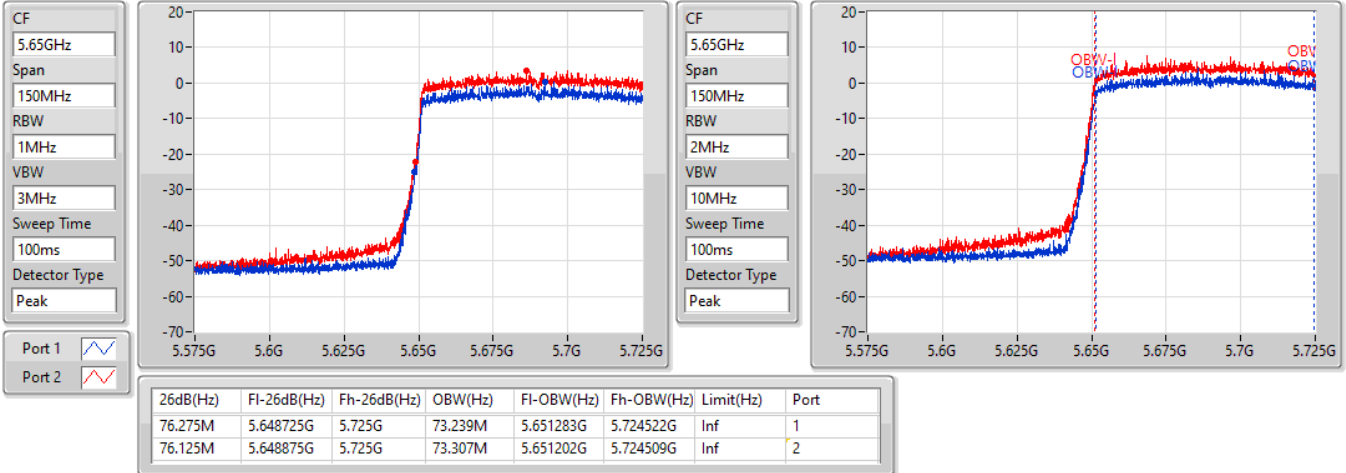 CF
5.65GHz
Span
150MHz
RBW
1MHz
VBW
3MHz
Sweep Time
100ms
Detector Type
Peak
Port 1
Port 2
20
10
0
-10
-20
-30
-40
-50
-60
-70
5.575G 5.6G 5.625G 5.65G 5.675G 5.7G 5.725G
CF
5.65GHz
Span
150MHz
RBW
2MHz
VBW
10MHz
Sweep Time
100ms
Detector Type
Peak
20
10
0
-10
-20
-30
-40
-50
-60
-70
OBW-l
OBW
OBW
OBW
5.575G 5.6G 5.625G 5.65G 5.675G 5.7G 5.725G
26dB(Hz) Fl-26dB(Hz) Fh-26dB(Hz) OBW(Hz) Fl-OBW(Hz) Fh-OBW(Hz) Limit(Hz) Port
76.275M 5.648725G 5.725G 73.239M 5.651283G 5.724522G Inf 1
76.125M 5.648875G 5.725G 73.307M 5.651202G 5.724509G Inf 2